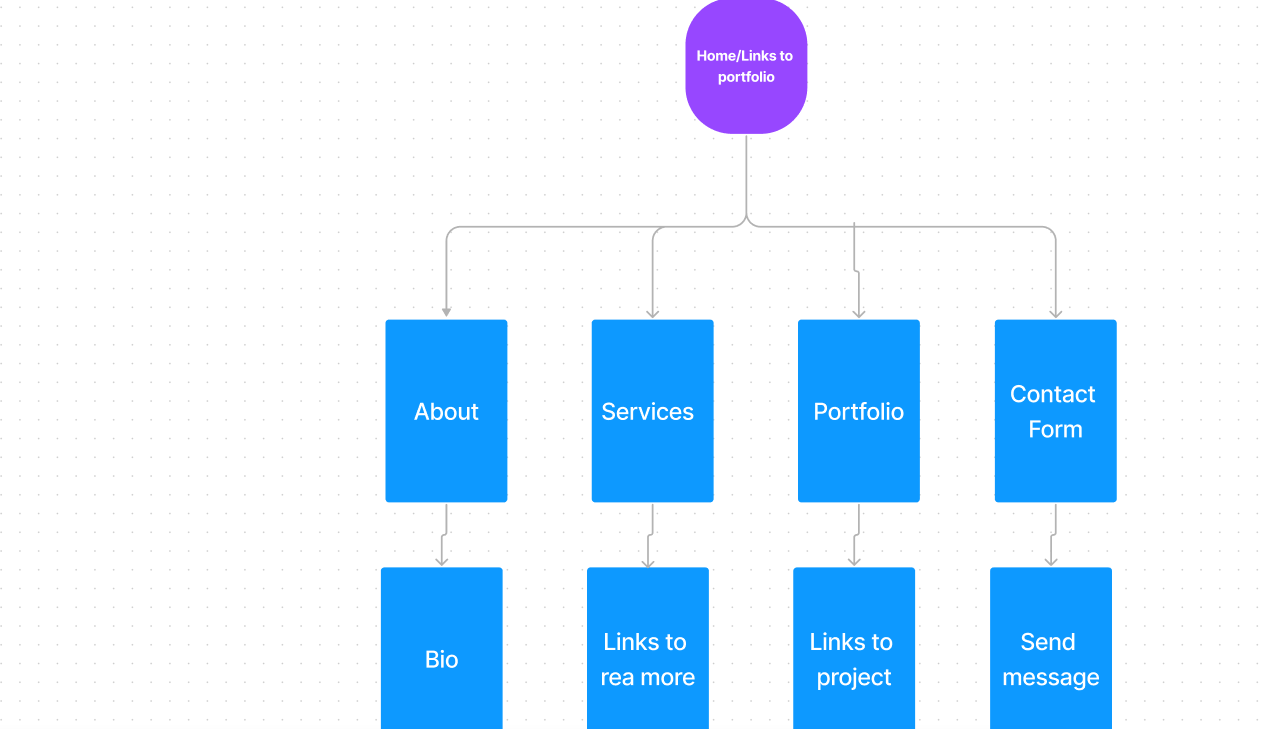 Home/Links to
portfolio
About
Services
Portfolio
Contact
Form
Bio
Links to
rea more
Links to
project
Send
message